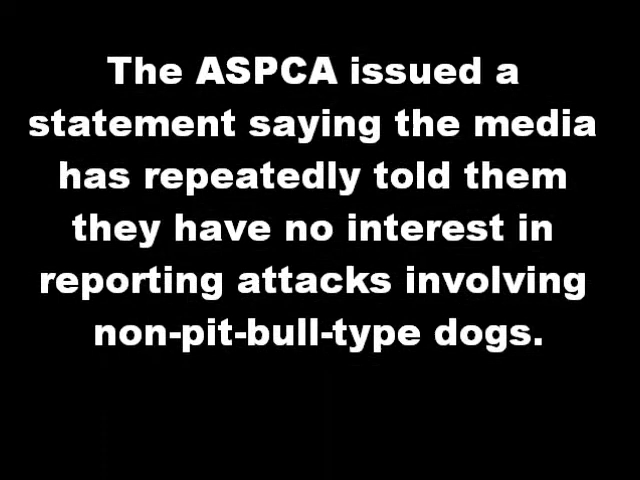 The ASPCA issued a
statement saying the media
has repeatedly told them
they have no interest in
reporting attacks involving
non-pit-bull-type dogs.